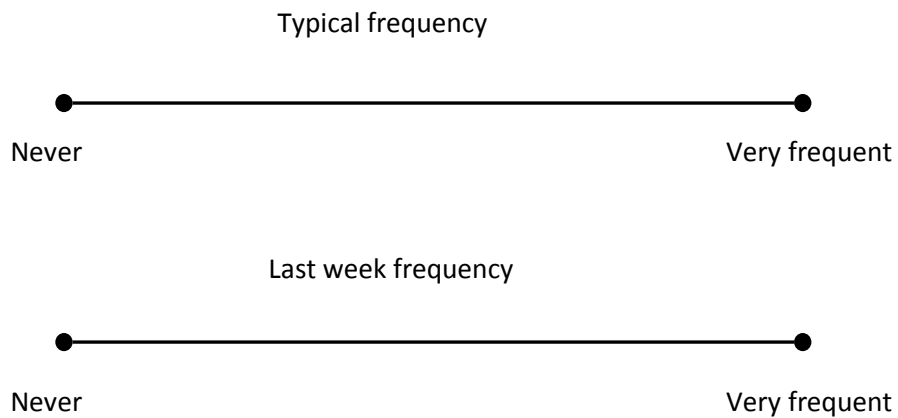 Typical frequency
Never Very frequent
Last week frequency
Never Very frequent